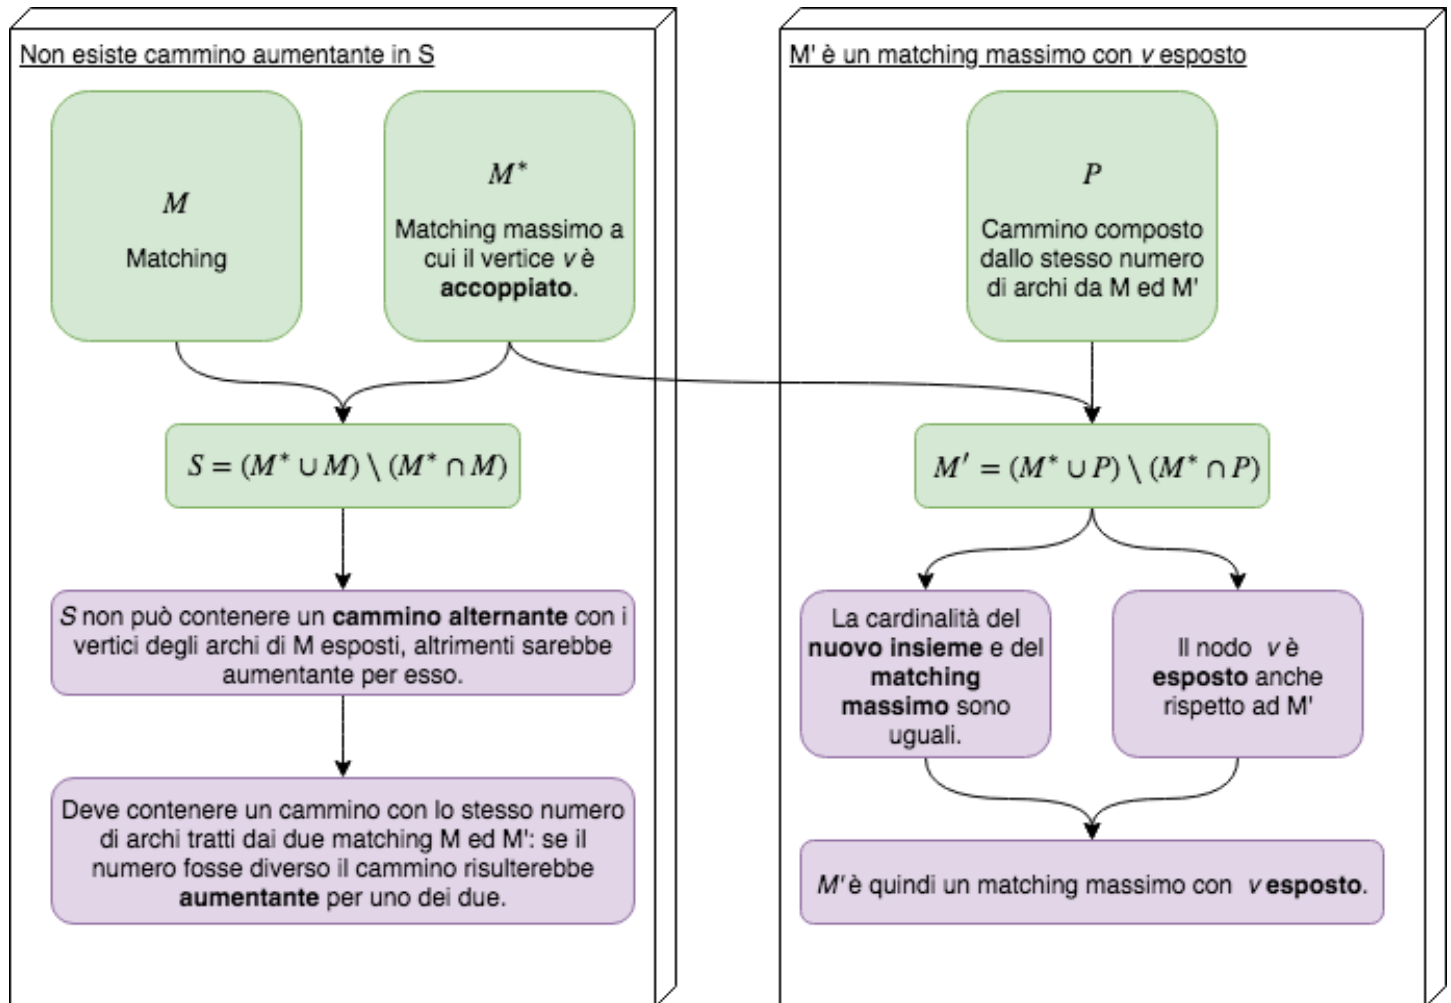 Non esiste cammino aumentante in S
M
Matching
M*
Matching massimo a
cui il vertice v è
accoppiato.
S = (M* ∪ M) \ (M* ∩ M)
S non può contenere un cammino alternante con i
vertici degli archi di M esposti, altrimenti sarebbe
aumentante per esso.
Deve contenere un cammino con lo stesso numero
di archi tratti dai due matching M ed M': se il
numero fosse diverso il cammino risulterebbe
aumentante per uno dei due.
M' è un matching massimo con v esposto
P
Cammino composto
dallo stesso numero
di archi da M ed M'
M′ = (M* ∪ P) \ (M* ∩ P)
La cardinalità del
nuovo insieme e del
matching
massimo sono
uguali.
Il nodo v è
esposto anche
rispetto ad M'
M' è quindi un matching massimo con v esposto.